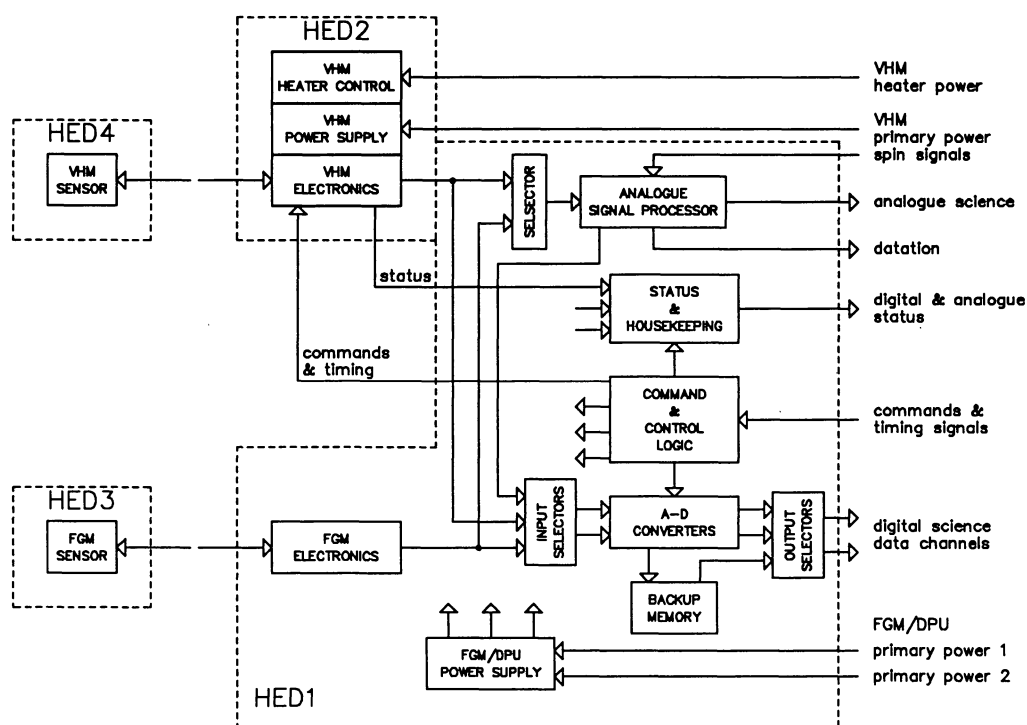 HED2
VHM
HEATER CONTROL
VHM
POWER SUPPLY
VHM
ELECTRONICS
HED4
VHM
SENSOR
SELSECTOR
ANALOGUE
SIGNAL PROCESSOR
VHM
heater power
VHM
primary power
spin signals
analogue science
datation
status
STATUS
&
HOUSEKEEPING
digital & analogue
status
commands
& timing
COMMAND
&
CONTROL
LOGIC
commands &
timing signals
HED3
FGM
SENSOR
FGM
ELECTRONICS
INPUT
SELECTORS
A-D
CONVERTERS
OUTPUT
SELECTORS
digital science
data channels
BACKUP
MEMORY
FGM/DPU
POWER SUPPLY
FGM/DPU
primary power 1
primary power 2
HED1